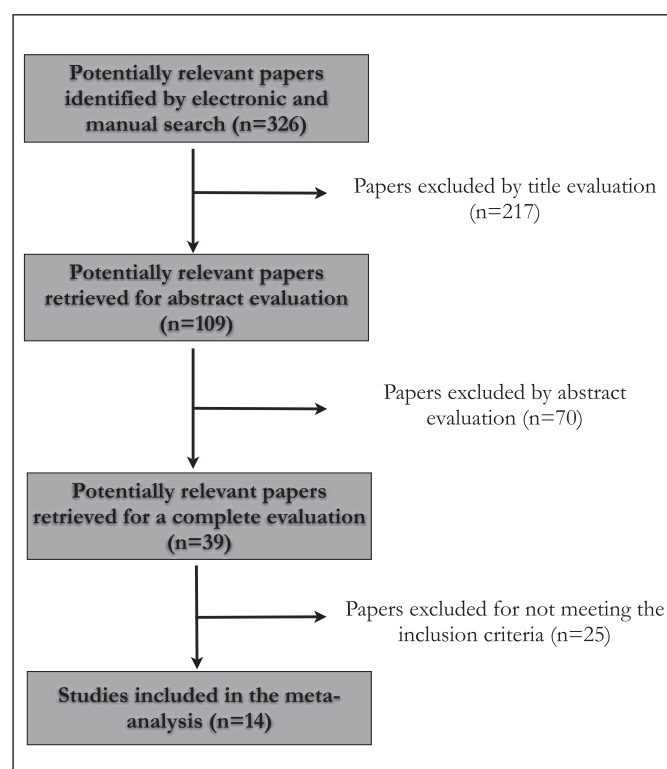 Potentially relevant papers
identified by electronic and
manual search (n=326)
Papers excluded by title evaluation
(n=217)
Potentially relevant papers
retrieved for abstract evaluation
(n=109)
Papers excluded by abstract
evaluation (n=70)
Potentially relevant papers
retrieved for a complete evaluation
(n=39)
Papers excluded for not meeting the
inclusion criteria (n=25)
Studies included in the meta-
analysis (n=14)